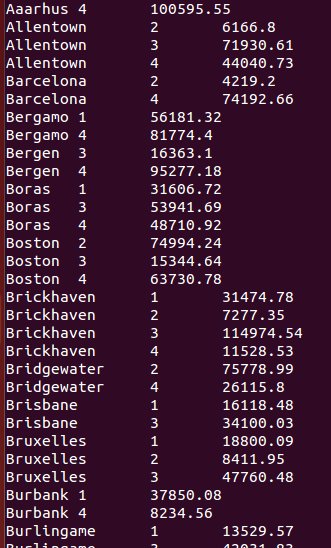 Aaarhus 4 100595.55
Allentown 2 6166.8
Allentown 3 71930.61
Allentown 4 44040.73
Barcelona 2 4219.2
Barcelona 4 74192.66
Bergamo 1 56181.32
Bergamo 4 81774.4
Bergen 3 16363.1
Bergen 4 95277.18
Boras 1 31606.72
Boras 3 53941.69
Boras 4 48710.92
Boston 2 74994.24
Boston 3 15344.64
Boston 4 63730.78
Brickhaven 1 31474.78
Brickhaven 2 7277.35
Brickhaven 3 114974.54
Brickhaven 4 11528.53
Bridgewater 2 75778.99
Bridgewater 4 26115.8
Brisbane 1 16118.48
Brisbane 3 34100.03
Bruxelles 1 18800.09
Bruxelles 2 8411.95
Bruxelles 3 47760.48
Burbank 1 37850.08
Burbank 4 8234.56
Burlingame 1 13529.57
Burlingame 3 42031.83